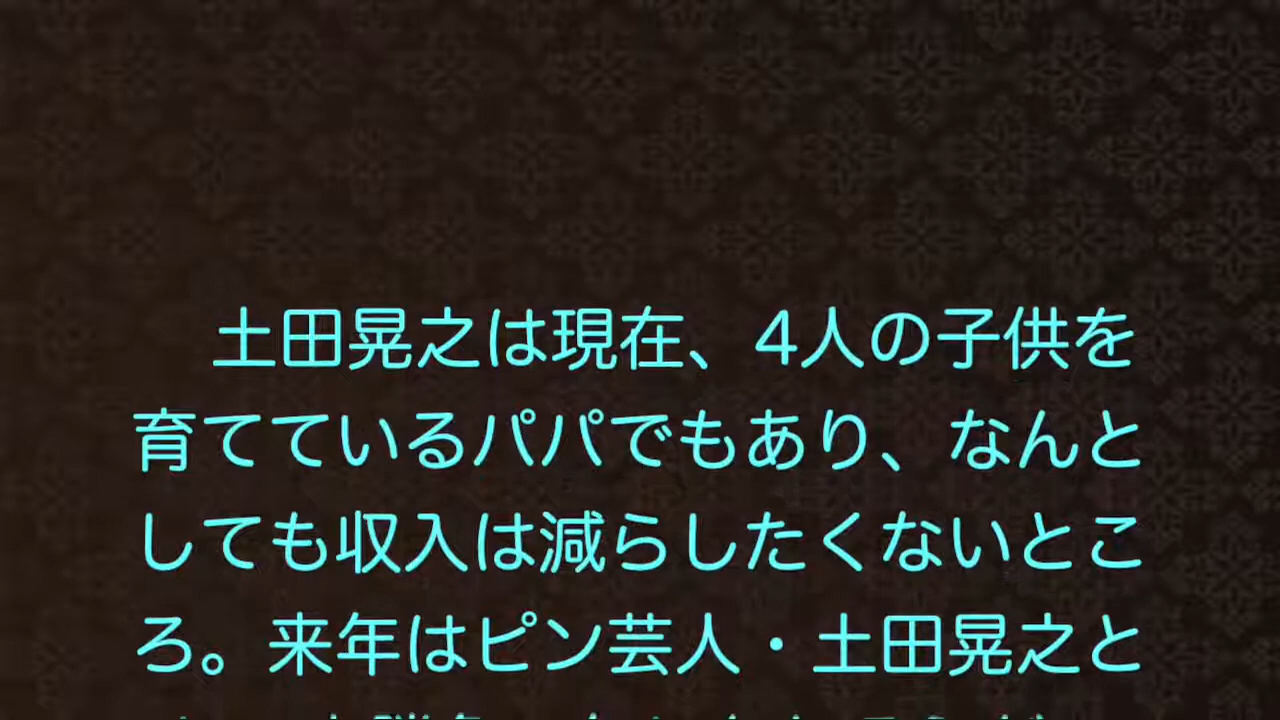 土田晃之は現在、4人の子供を
育てているパパでもあり、なんと
しても収入は減らしたくないとこ
ろ。来年はピン芸人・土田晃之と